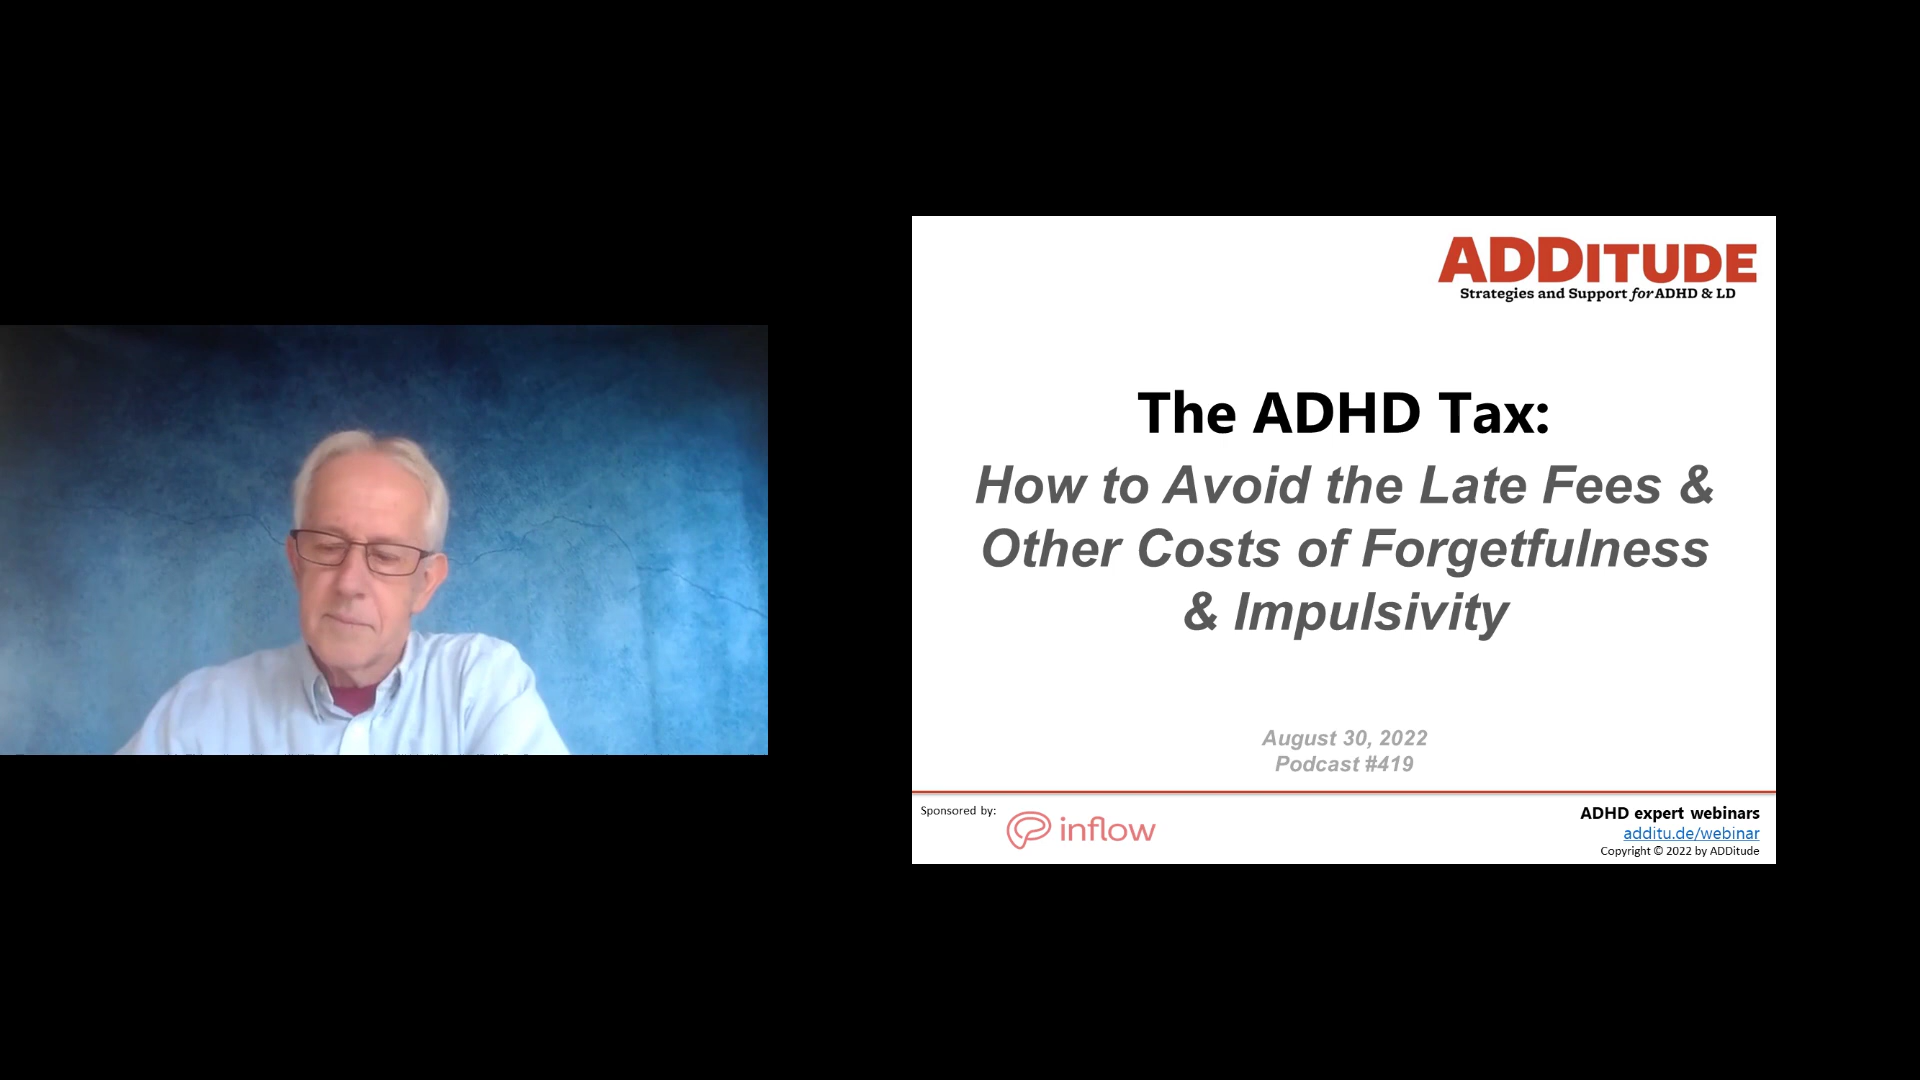 ADDITUDE
Strategies and Support for ADHD & LD
The ADHD Tax:
How to Avoid the Late Fees &
Other Costs of Forgetfulness
& Impulsivity
August 30, 2022
Podcast #419
Sponsored by:
inflow
ADHD expert webinars
additu.de/webinar
Copyright © 2022 by ADDitude